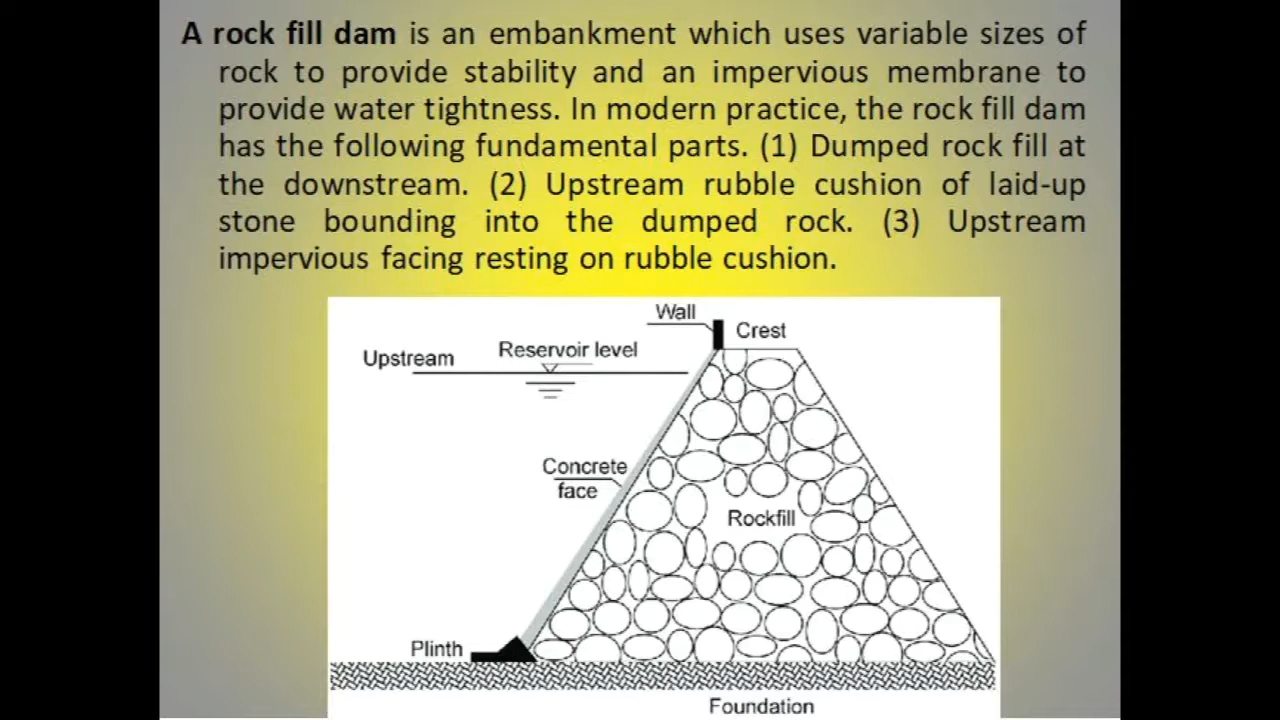 A rock fill dam is an embankment which uses variable sizes of
rock to provide stability and an impervious membrane to
provide water tightness. In modern practice, the rock fill dam
has the following fundamental parts. (1) Dumped rock fill at
the downstream. (2) Upstream rubble cushion of laid-up
stone bounding into the dumped rock. (3) Upstream
impervious facing resting on rubble cushion.
Wall
Crest
Upstream
Reservoir level
Concrete
face
Rockfill
Plinth
Foundation